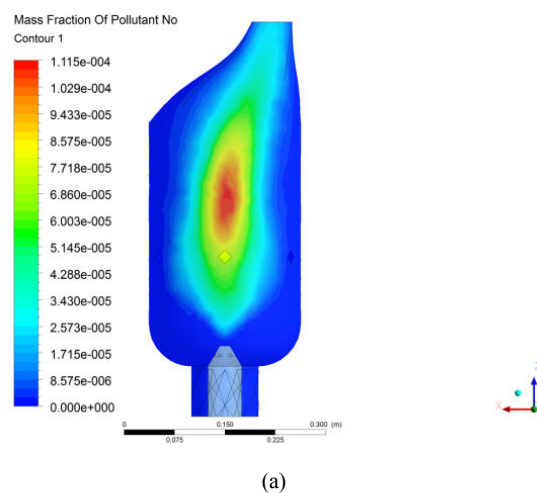 Mass Fraction Of Pollutant No
Contour 1
1.115e-004
1.029e-004
9.433e-005
8.575e-005
7.718e-005
6.860e-005
6.003e-005
5.145e-005
4.288e-005
3.430e-005
2.573e-005
1.715e-005
8.575e-006
0.000e+000
0 0.150 0.300 (m)
0.075 0.225
X Z
(a)